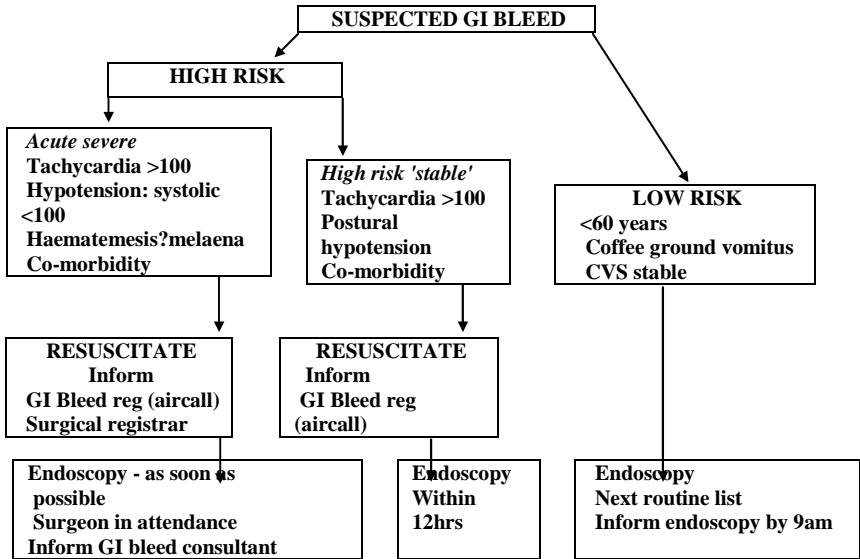 SUSPECTED GI BLEED
HIGH RISK
Acute severe
Tachycardia >100
Hypotension: systolic
<100
Haematemesis?melaena
Co-morbidity
High risk 'stable'
Tachycardia >100
Postural
hypotension
Co-morbidity
LOW RISK
<60 years
Coffee ground vomitus
CVS stable
RESUSCITATE
Inform
GI Bleed reg (aircall)
Surgical registrar
RESUSCITATE
Inform
GI Bleed reg
(aircall)
Endoscopy - as soon as
possible
Surgeon in attendance
Inform GI bleed consultant
Endoscopy
Within
12hrs
Endoscopy
Next routine list
Inform endoscopy by 9am